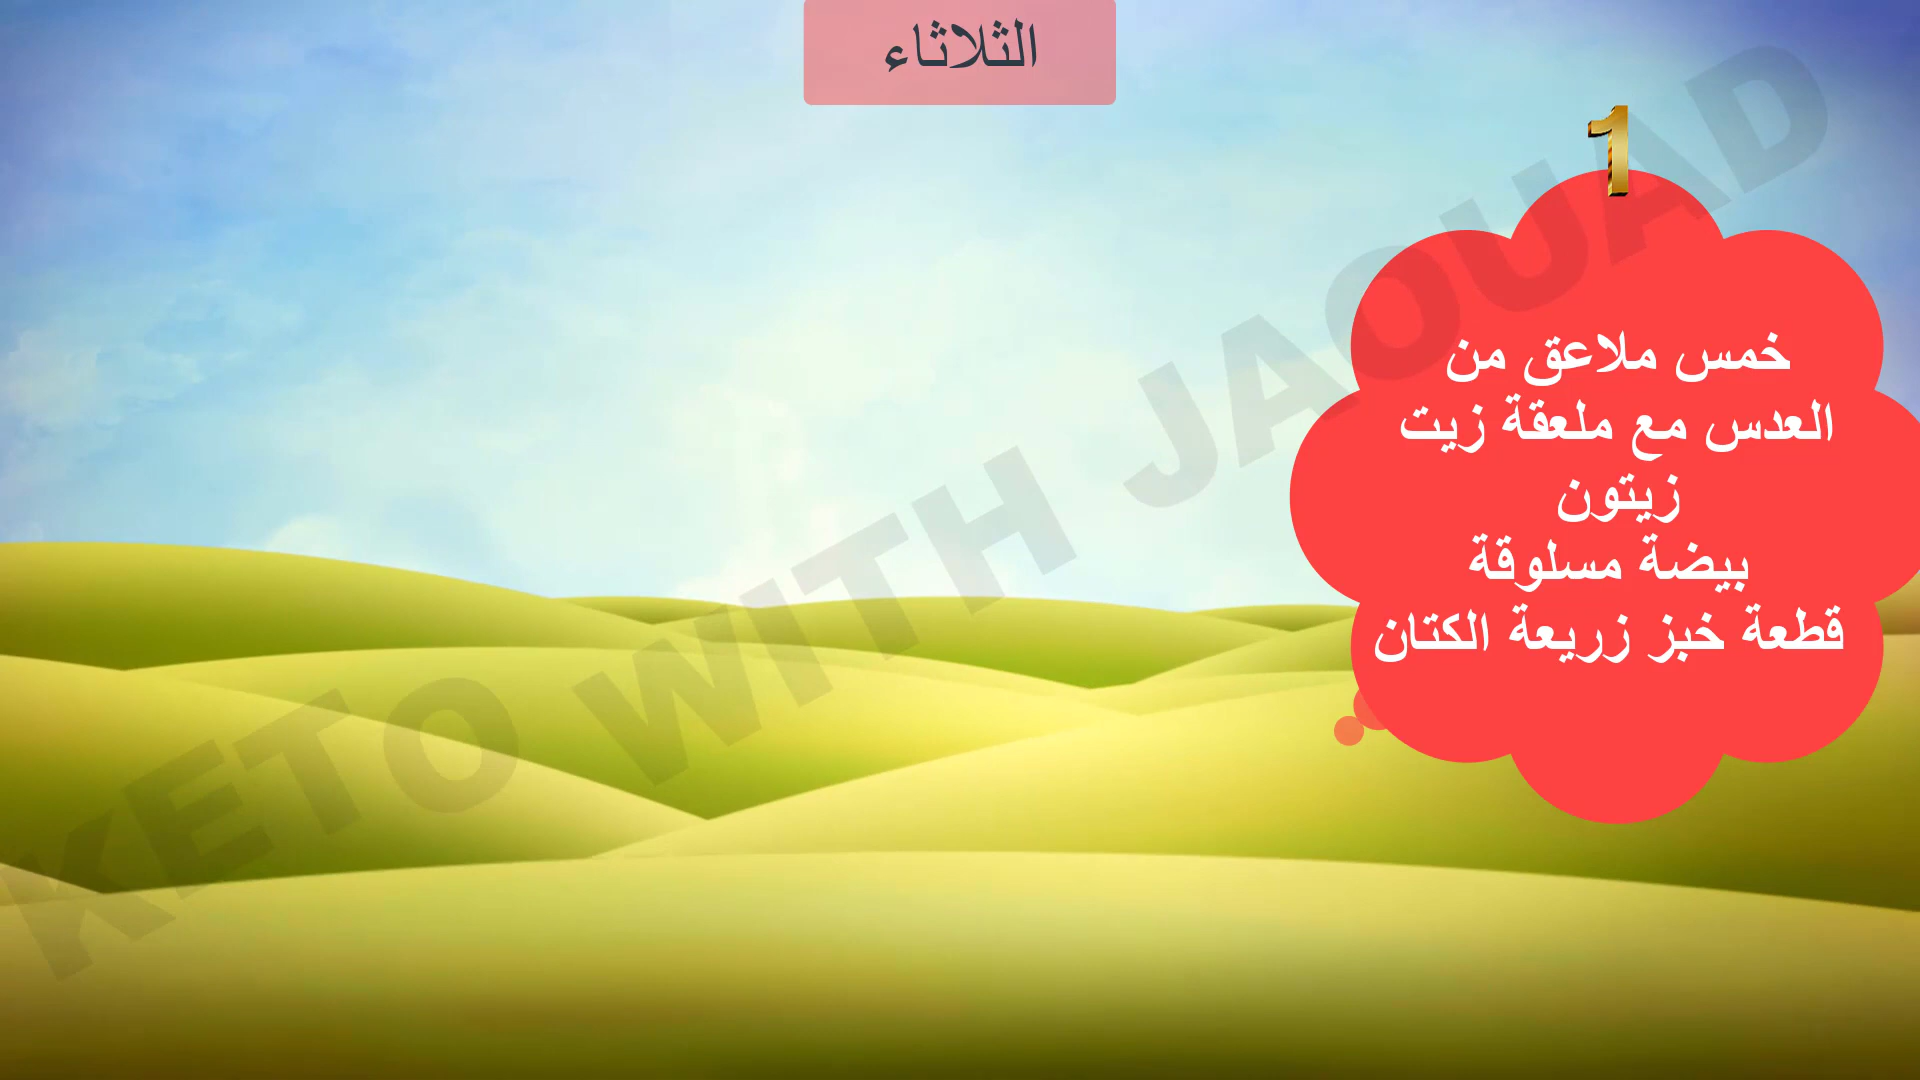 الثلاثاء
1
خمس ملاعق من
العدس مع ملعقة زيت
زيتون
بيضة مسلوقة
قطعة خبز زريعة الكتان
KETO WITH JAOUAD